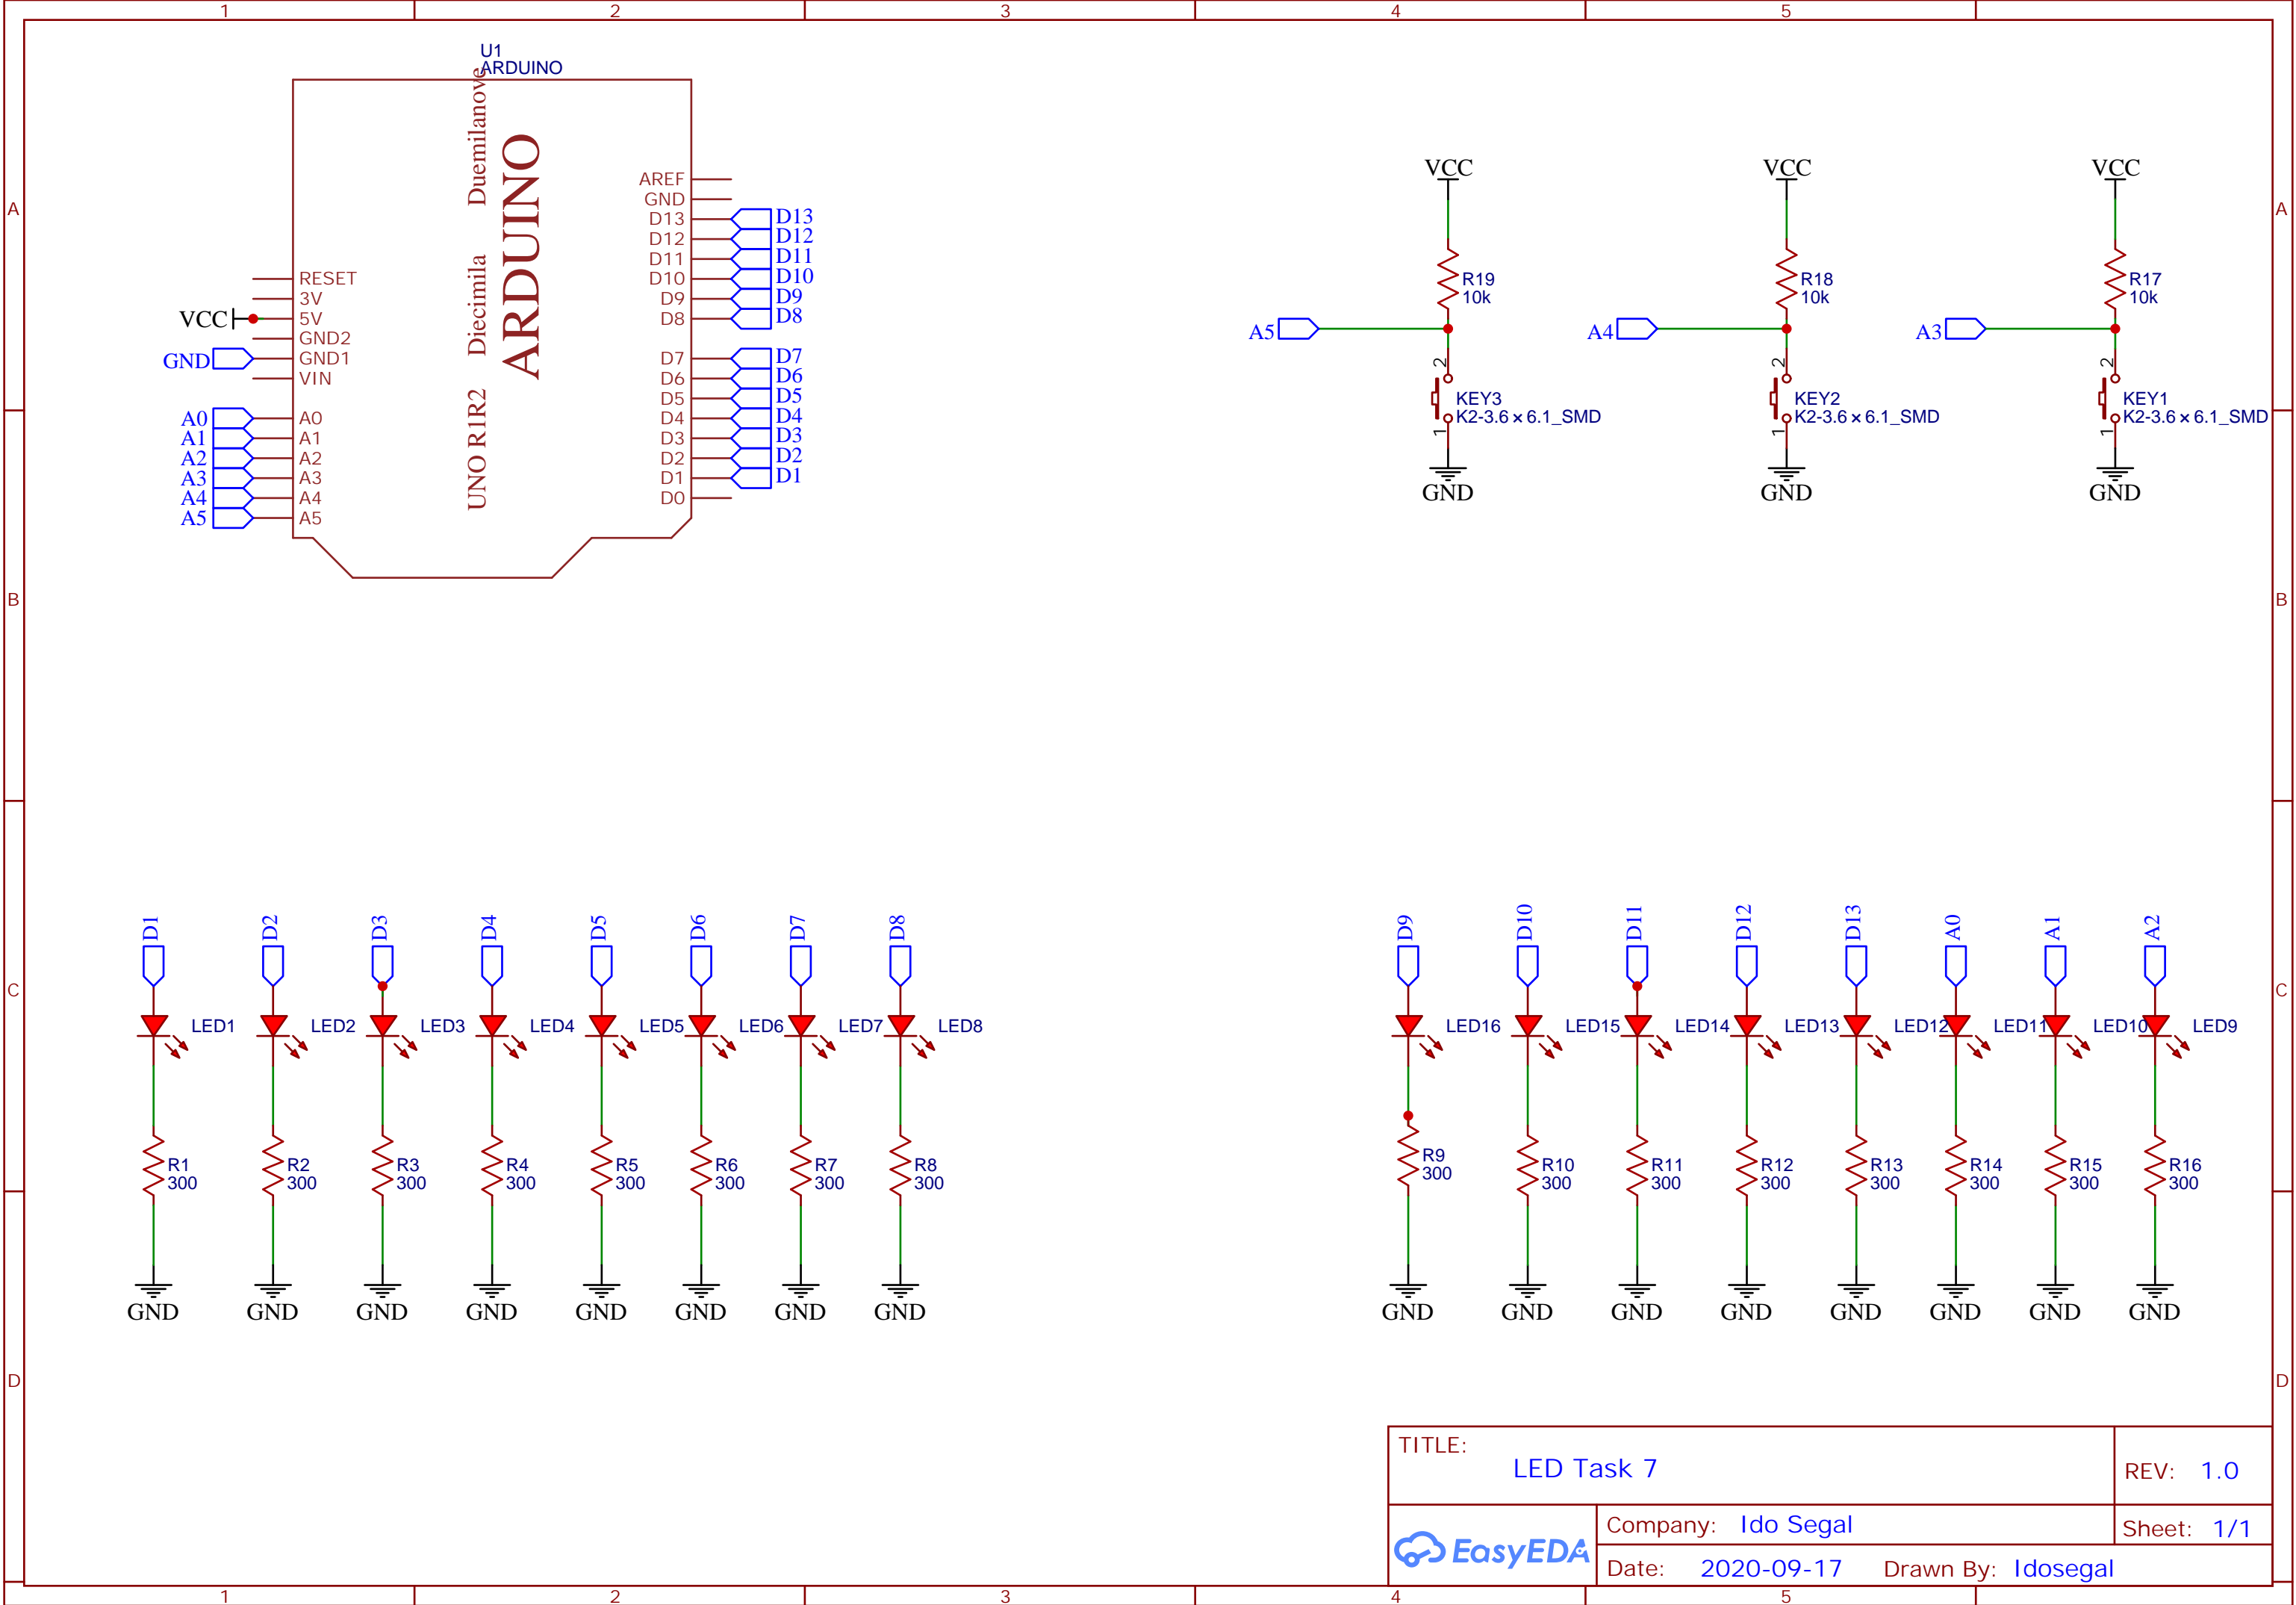 1 2 3 4 5
A A
B B
C C
D D
1 2 3 4 5
U1
ARDUINO
UNO R1R2 Diecimila Duemilanove
ARDUINO
RESET
3V
VCC 5V
GND2
GND GND1
VIN
A0 A0
A1 A1
A2 A2
A3 A3
A4 A4
A5 A5
AREF
GND
D13 D13
D12 D12
D11 D11
D10 D10
D9 D9
D8 D8
D7 D7
D6 D6
D5 D5
D4 D4
D3 D3
D2 D2
D1 D1
D0
VCC
R19
10k
A5
2
KEY3
K2-3.6×6.1_SMD
1
GND
VCC
R18
10k
A4
2
KEY2
K2-3.6×6.1_SMD
1
GND
VCC
R17
10k
A3
2
KEY1
K2-3.6×6.1_SMD
1
GND
D1 D2 D3 D4 D5 D6 D7 D8
LED1 LED2 LED3 LED4 LED5 LED6 LED7 LED8
R1 R2 R3 R4 R5 R6 R7 R8
300 300 300 300 300 300 300 300
GND GND GND GND GND GND GND GND
D9 D10 D11 D12 D13 A0 A1 A2
LED16 LED15 LED14 LED13 LED12 LED11 LED10 LED9
R9 R10 R11 R12 R13 R14 R15 R16
300 300 300 300 300 300 300 300
GND GND GND GND GND GND GND GND
TITLE:
LED Task 7
REV: 1.0
EasyEDA
Company: Ido Segal
Sheet: 1/1
Date: 2020-09-17 Drawn By: Idosegal